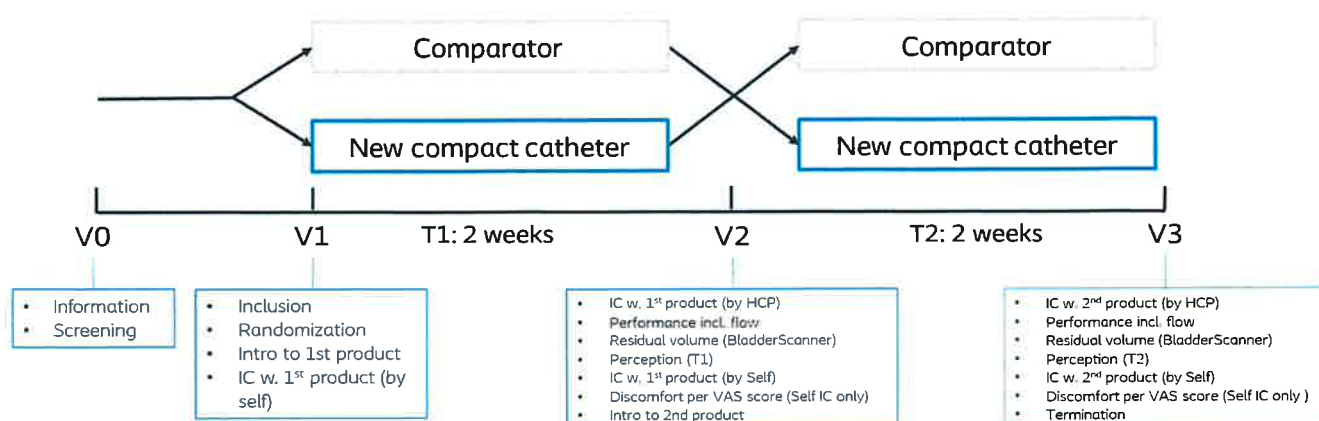 Comparator
Comparator
New compact catheter
New compact catheter
V0
V1
T1: 2 weeks
V2
T2: 2 weeks
V3
• Information
• Screening
• Inclusion
• Randomization
• Intro to 1st product
• IC w. 1st product (by
self)
• IC w. 1st product (by HCP)
• Performance incl. flow
• Residual volume (BladderScanner)
• Perception (T1)
• IC w. 1st product (by Self)
• Discomfort per VAS score (Self IC only)
• Intro to 2nd product
• IC w. 2nd product (by HCP)
• Performance incl. flow
• Residual volume (BladderScanner)
• Perception (T2)
• IC w. 2nd product (by Self)
• Discomfort per VAS score (Self IC only )
• Termination